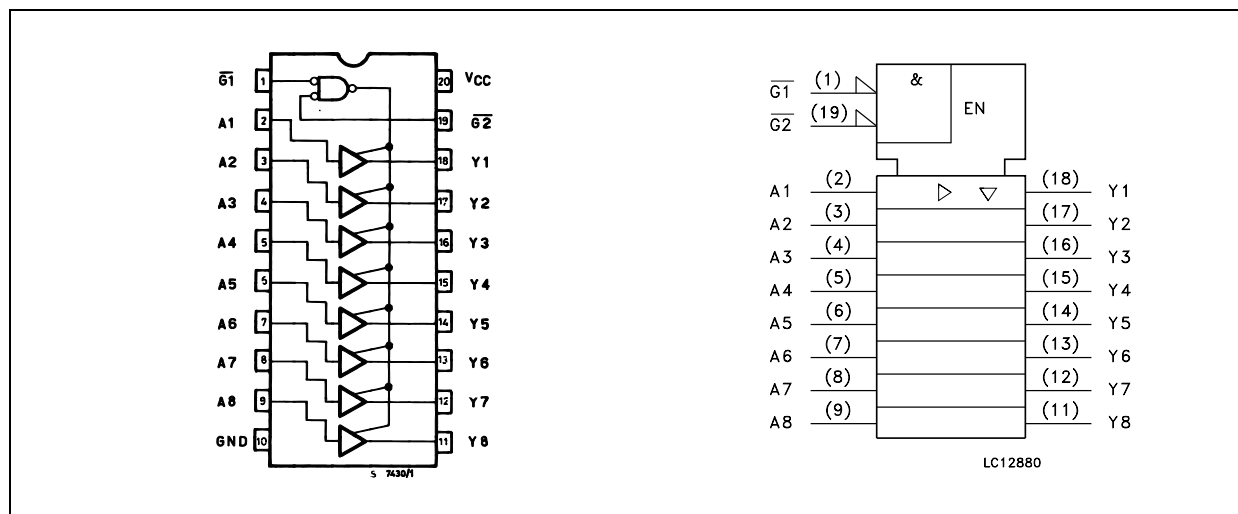 G1 1 20 VCC
A1 2 19 G2
A2 3 18 Y1
A3 4 17 Y2
A4 5 16 Y3
A5 6 15 Y4
A6 7 14 Y5
A7 8 13 Y6
A8 9 12 Y7
GND 10 11 Y8
S 7430/1
G1 (1) & EN
G2 (19)
A1 (2) (18) Y1
A2 (3) (17) Y2
A3 (4) (16) Y3
A4 (5) (15) Y4
A5 (6) (14) Y5
A6 (7) (13) Y6
A7 (8) (12) Y7
A8 (9) (11) Y8
LC12880